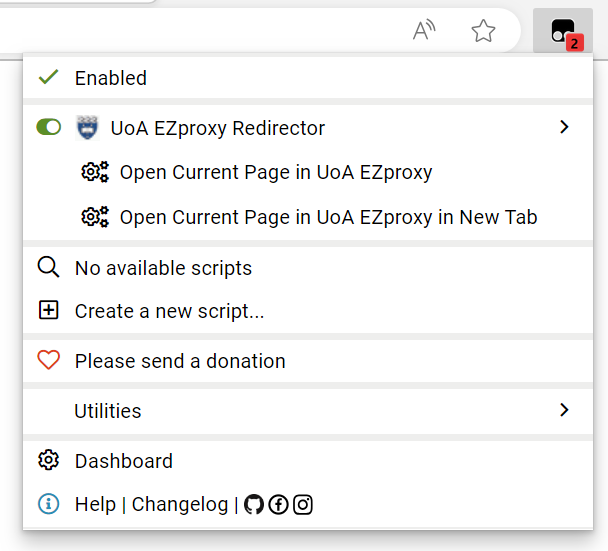 A
2
Enabled
UoA EZproxy Redirector
Open Current Page in UoA EZproxy
Open Current Page in UoA EZproxy in New Tab
No available scripts
Create a new script...
Please send a donation
Utilities
Dashboard
Help | Changelog |